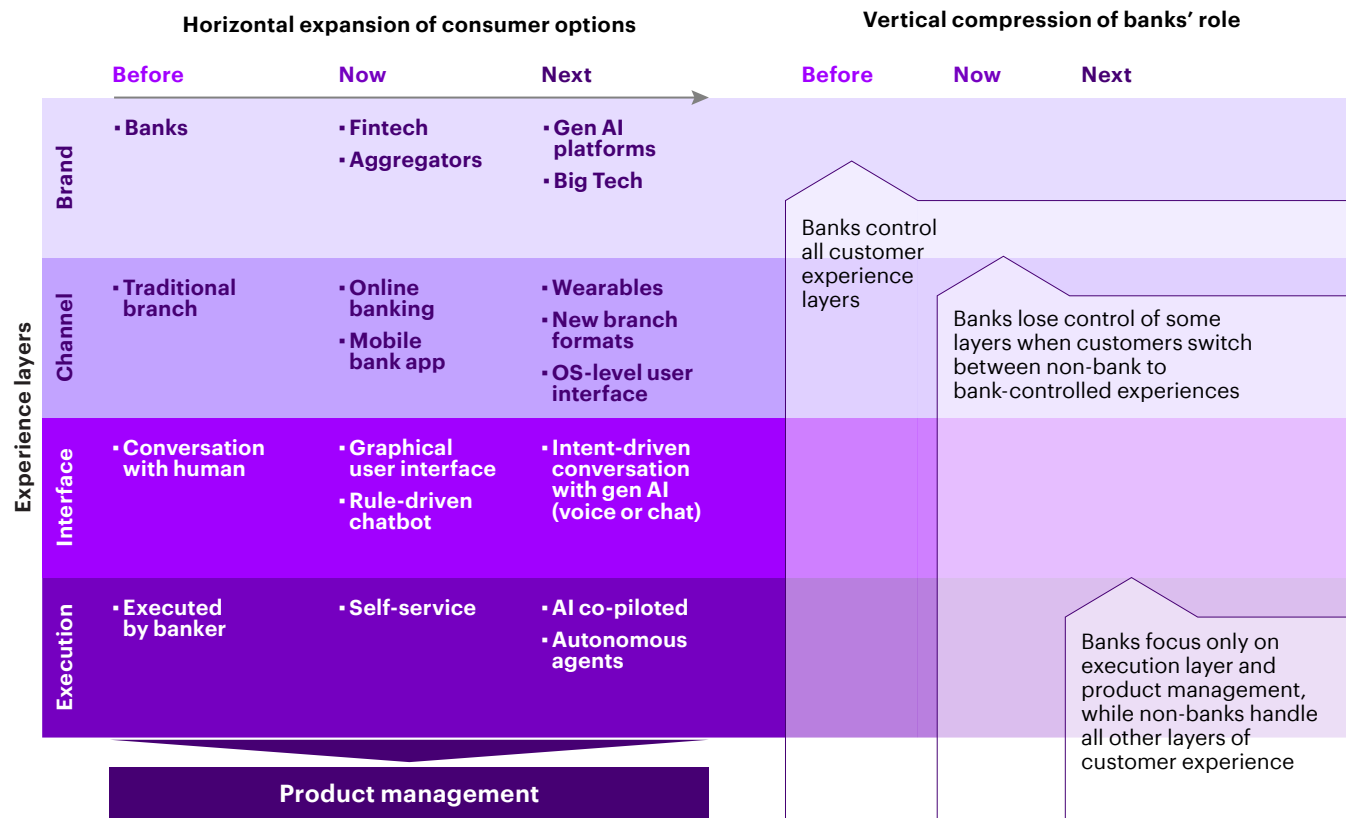 Horizontal expansion of consumer options
Vertical compression of banks’ role
Before
Now
Next
Before
Now
Next
Experience layers
Brand
▪ Banks
▪ Fintech
▪ Aggregators
▪ Gen AI
platforms
▪ Big Tech
Channel
▪ Traditional
branch
▪ Online
banking
▪ Mobile
bank app
▪ Wearables
▪ New branch
formats
▪ OS-level user
interface
Interface
▪ Conversation
with human
▪ Graphical
user interface
▪ Rule-driven
chatbot
▪ Intent-driven
conversation
with gen AI
(voice or chat)
Execution
▪ Executed
by banker
▪ Self-service
▪ AI co-piloted
▪ Autonomous
agents
Product management
Banks control
all customer
experience
layers
Banks lose control of some
layers when customers switch
between non-bank to
bank-controlled experiences
Banks focus only on
execution layer and
product management,
while non-banks handle
all other layers of
customer experience